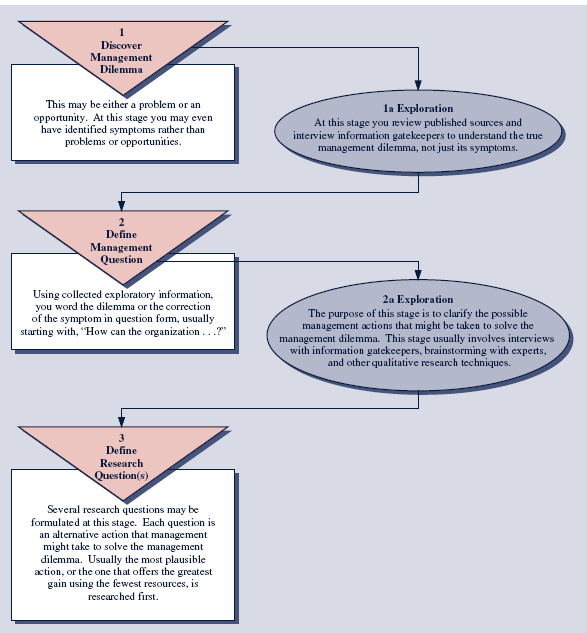 1
Discover
Management
Dilemma
This may be either a problem or an
opportunity. At this stage you may even
have identified symptoms rather than
problems or opportunities.
1a Exploration
At this stage you review published sources and
interview information gatekeepers to understand the true
management dilemma, not just its symptoms.
2
Define
Management
Question
Using collected exploratory information,
you word the dilemma or the correction
of the symptom in question form, usually
starting with, “How can the organization . . .?”
2a Exploration
The purpose of this stage is to clarify the possible
management actions that might be taken to solve the
management dilemma. This stage usually involves interviews
with information gatekeepers, brainstorming with experts,
and other qualitative research techniques.
3
Define
Research
Question(s)
Several research questions may be
formulated at this stage. Each question is
an alternative action that management
might take to solve the management
dilemma. Usually the most plausible
action, or the one that offers the greatest
gain using the fewest resources, is
researched first.